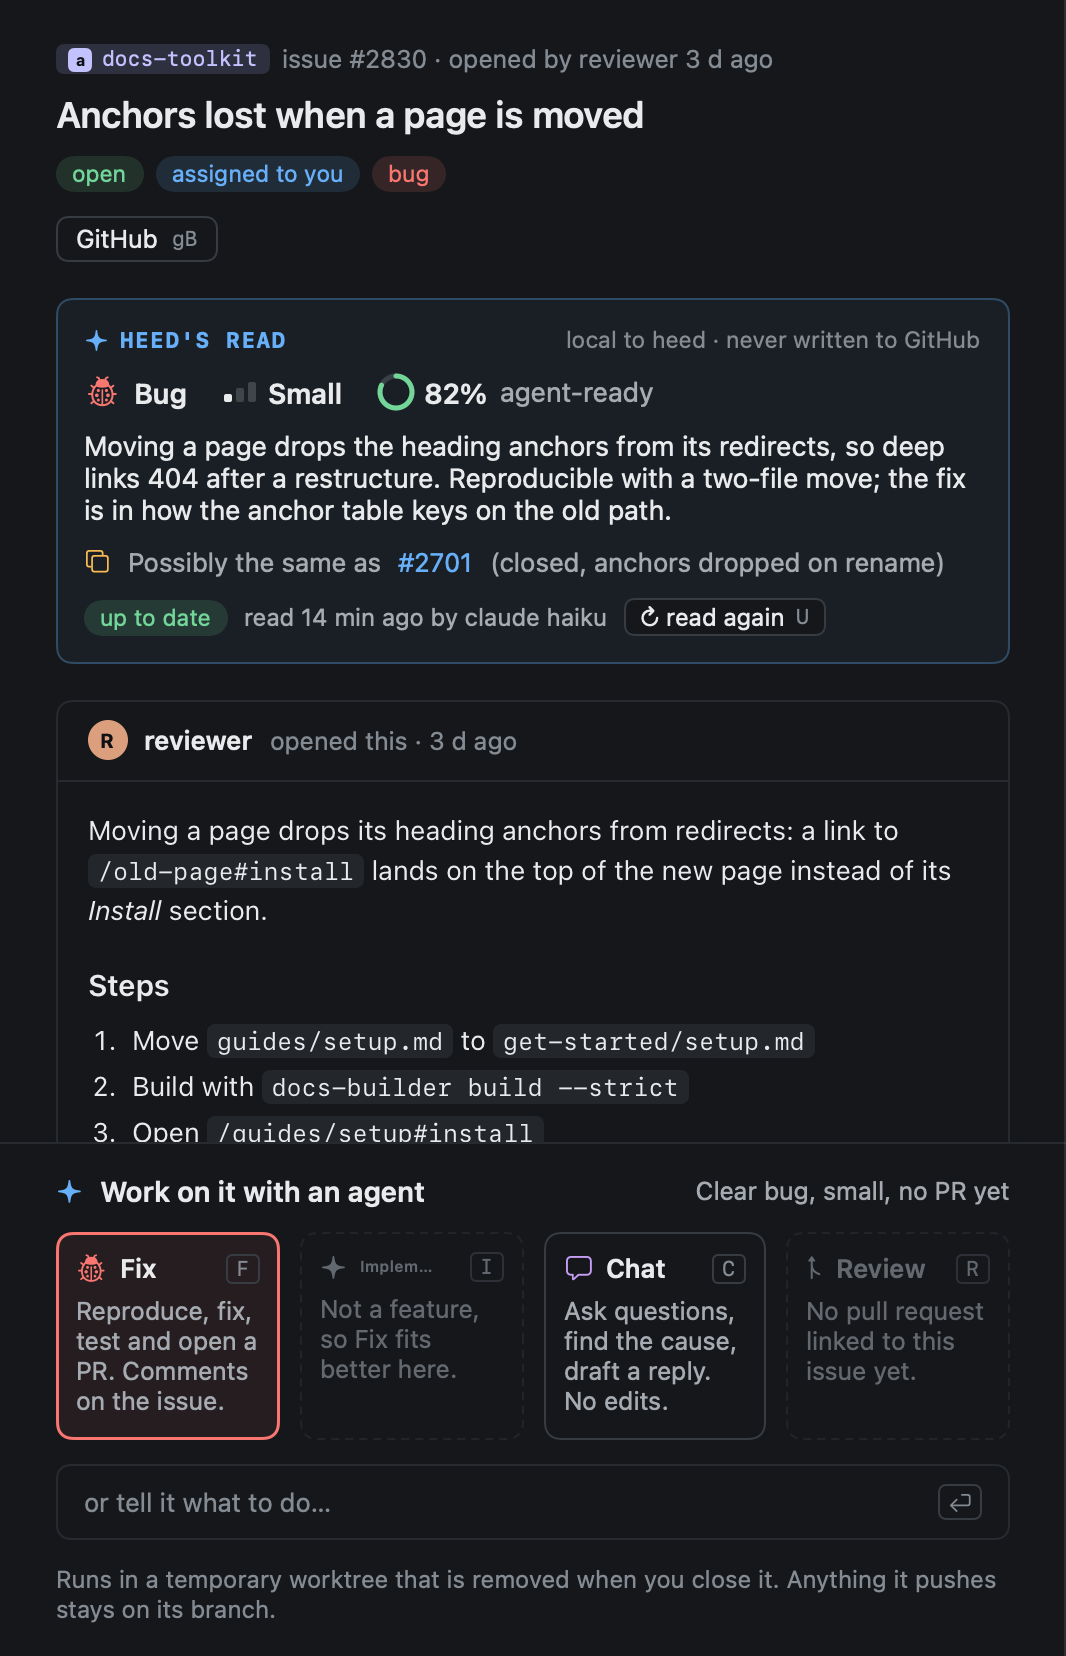 a docs-toolkit issue #2830 · opened by reviewer 3 d ago
Anchors lost when a page is moved
open assigned to you bug
GitHub gB
HEED'S READ local to heed · never written to GitHub
Bug Small 82% agent-ready
Moving a page drops the heading anchors from its redirects, so deep
links 404 after a restructure. Reproducible with a two-file move; the fix
is in how the anchor table keys on the old path.
Possibly the same as #2701 (closed, anchors dropped on rename)
up to date read 14 min ago by claude haiku read again U
R reviewer opened this · 3 d ago
Moving a page drops its heading anchors from redirects: a link to
/old-page#install lands on the top of the new page instead of its
Install section.
Steps
1. Move guides/setup.md to get-started/setup.md
2. Build with docs-builder build --strict
3. Open /guides/setup#install
Work on it with an agent Clear bug, small, no PR yet
Fix F
Reproduce, fix,
test and open a
PR. Comments
on the issue.
Implem... I
Not a feature,
so Fix fits
better here.
Chat C
Ask questions,
find the cause,
draft a reply.
No edits.
Review R
No pull request
linked to this
issue yet.
or tell it what to do...
Runs in a temporary worktree that is removed when you close it. Anything it pushes
stays on its branch.